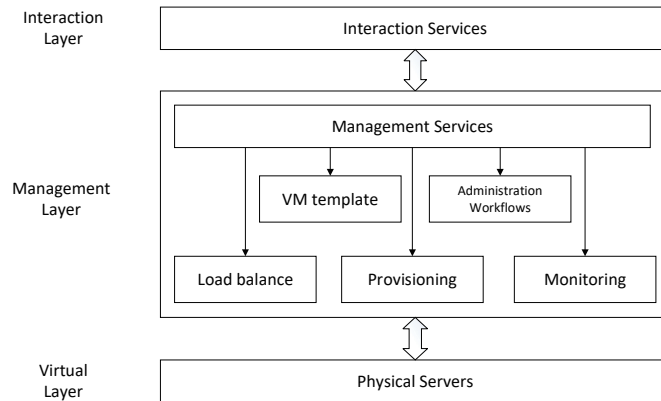 Interaction
Layer
Interaction Services
Management Services
Management
Layer
VM template
Administration
Workflows
Load balance
Provisioning
Monitoring
Virtual
Layer
Physical Servers